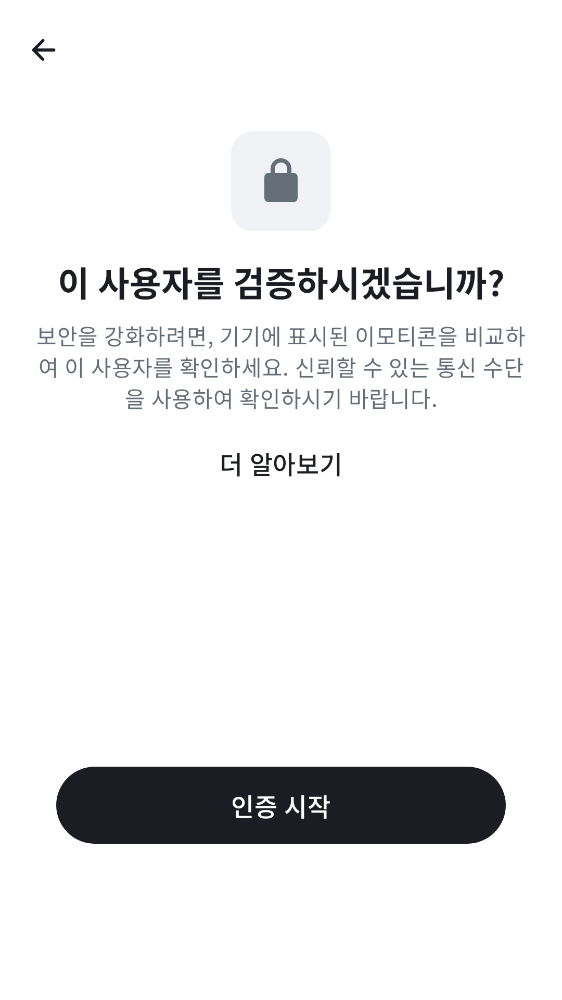 이 사용자를 검증하시겠습니까?
보안을 강화하려면, 기기에 표시된 이모티콘을 비교하
여 이 사용자를 확인하세요. 신뢰할 수 있는 통신 수단
을 사용하여 확인하시기 바랍니다.
더 알아보기
인증 시작